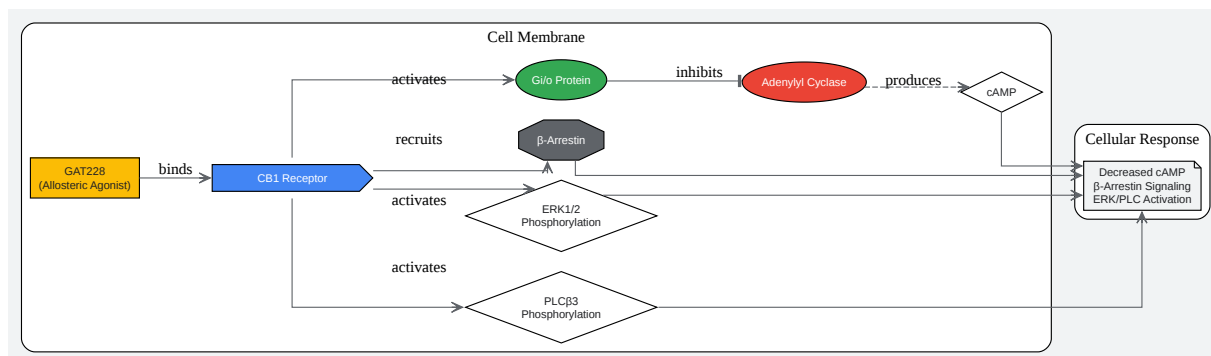 Cell Membrane
activates
Gi/o Protein
inhibits
Adenylyl Cyclase
produces
cAMP
recruits
β-Arrestin
GAT228
(Allosteric Agonist)
binds
CB1 Receptor
activates
ERK1/2
Phosphorylation
activates
PLCβ3
Phosphorylation
Cellular Response
Decreased cAMP
β-Arrestin Signaling
ERK/PLC Activation